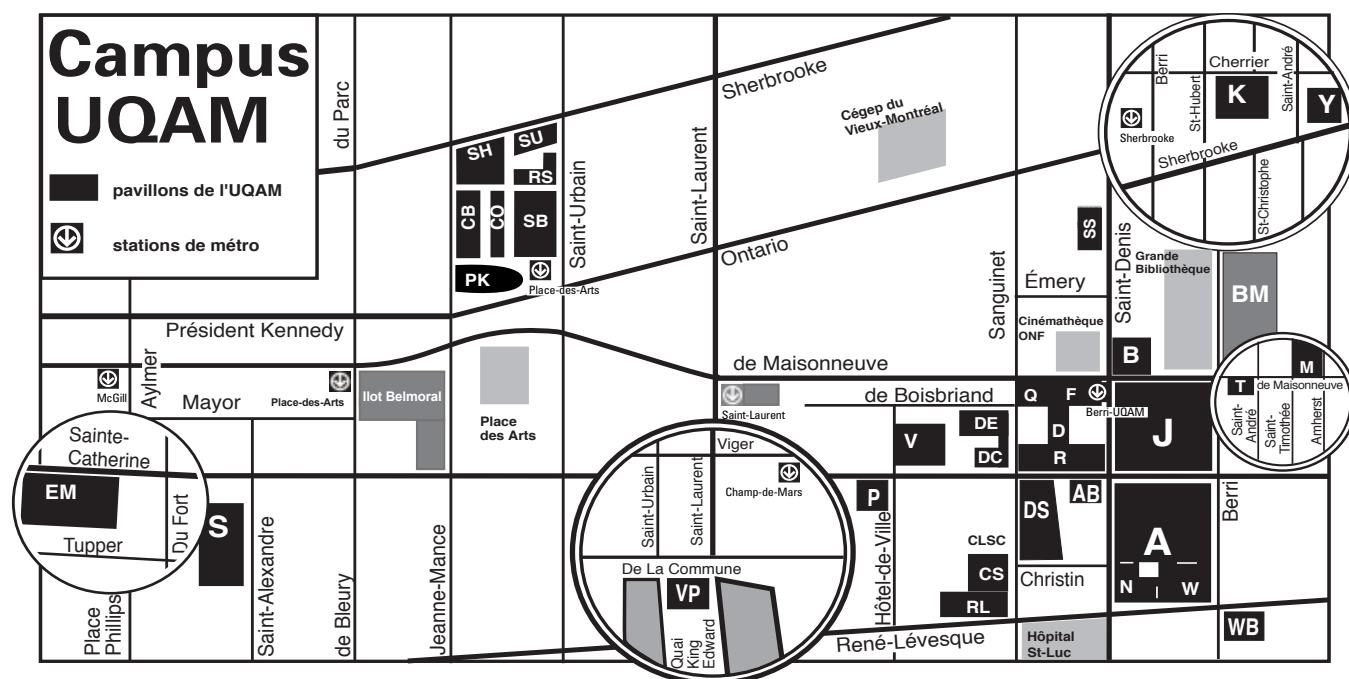 Campus
UQAM
pavillons de l'UQAM
stations de métro
du Parc
SH
SU
RS
CB
CO
SB
PK
Place-des-Arts
Saint-Urbain
Saint-Laurent
Sherbrooke
Ontario
Cégep du
Vieux-Montréal
Sanguinet
SS
Émery
Cinémathèque
ONF
Saint-Denis
Grande
Bibliothèque
BM
B
Berri
Cherrier
St-Hubert
K
Saint-André
Y
Sherbrooke
Sherbrooke
St-Christophe
Président Kennedy
de Maisonneuve
McGill
Aylmer
Mayor
Place-des-Arts
Ilot Belmoral
Place
des Arts
Saint-Laurent
de Boisbriand
V
DE
DC
Q
F
Berri-UQAM
D
R
J
M
T
de Maisonneuve
Saint-
André
Saint-
Timothée
Amherst
Sainte-
Catherine
EM
Tupper
Du Fort
S
Place
Phillips
Saint-Alexandre
de Bleury
Jeanne-Mance
Viger
Saint-Urbain
Saint-Laurent
Champ-de-Mars
De La Commune
VP
Quai
King
Edward
P
Hôtel-de-Ville
CLSC
CS
RL
René-Lévesque
DS
AB
Christin
Hôpital
St-Luc
A
N
W
Berri
WB